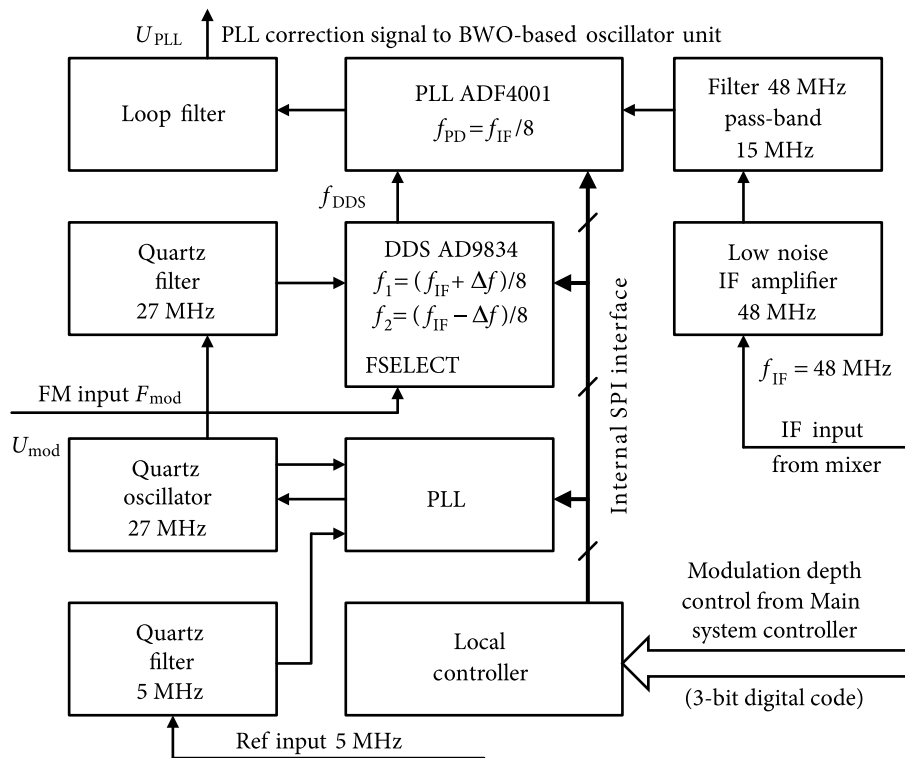 U_PLL PLL correction signal to BWO-based oscillator unit
Loop filter
PLL ADF4001
f_PD = f_IF /8
Filter 48 MHz
pass-band
15 MHz
f_DDS
Quartz
filter
27 MHz
DDS AD9834
f_1 = (f_IF + Δf)/8
f_2 = (f_IF − Δf)/8
FSELECT
Low noise
IF amplifier
48 MHz
Internal SPI interface
f_IF = 48 MHz
FM input F_mod
U_mod
IF input
from mixer
Quartz
oscillator
27 MHz
PLL
Modulation depth
control from Main
system controller
Quartz
filter
5 MHz
Local
controller
(3-bit digital code)
Ref input 5 MHz